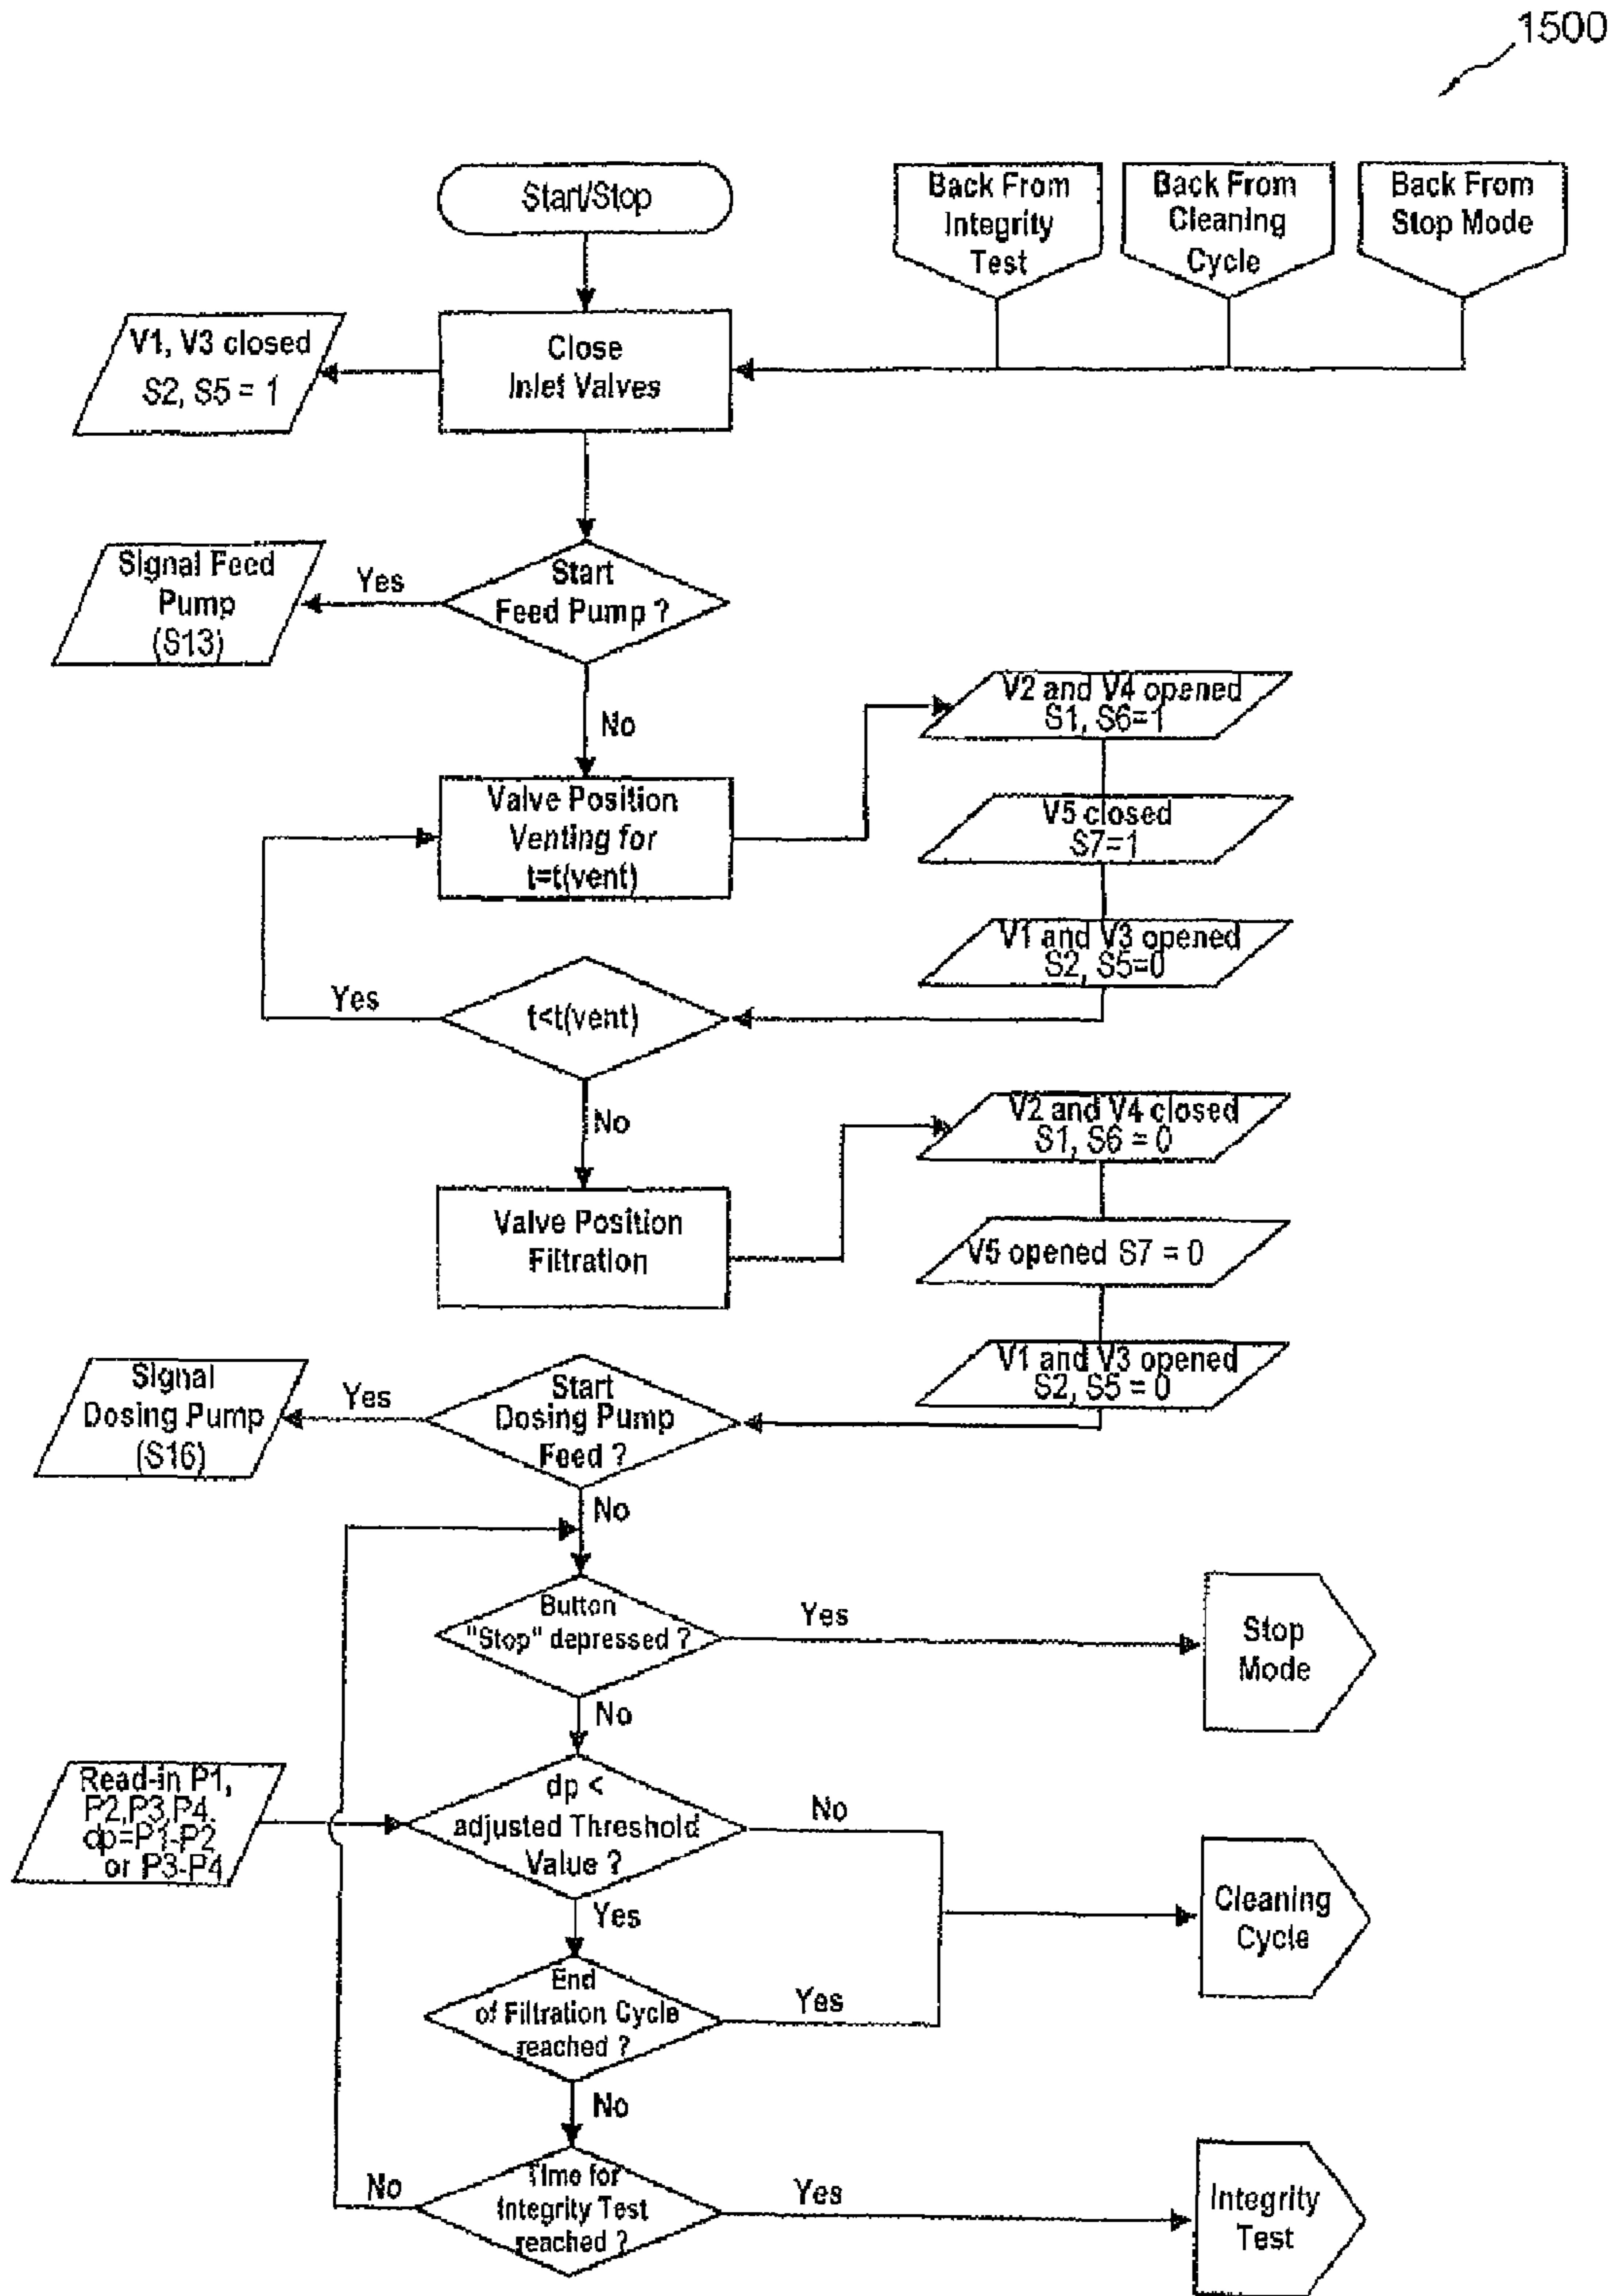 1500
Start/Stop
Back From
Integrity
Test
Back From
Cleaning
Cycle
Back From
Stop Mode
V1, V3 closed
S2, S5 = 1
Close
Inlet Valves
Signal Feed
Pump
(S13)
Yes
Start
Feed Pump ?
No
V2 and V4 opened
S1, S6=1
Valve Position
Venting for
t=t(vent)
V5 closed
S7=1
V1 and V3 opened
S2, S5=0
Yes
t<t(vent)
No
V2 and V4 closed
S1, S6 = 0
Valve Position
Filtration
V5 opened S7 = 0
V1 and V3 opened
S2, S5 = 0
Signal
Dosing Pump
(S16)
Yes
Start
Dosing Pump
Feed ?
No
Button
"Stop" depressed ?
Yes
Stop
Mode
No
Read-in P1,
P2,P3,P4.
dp=P1-P2
or P3-P4
dp <
adjusted Threshold
Value ?
No
Yes
Cleaning
Cycle
End
of Filtration Cycle
reached ?
Yes
No
No
Time for
Integrity Test
reached ?
Yes
Integrity
Test